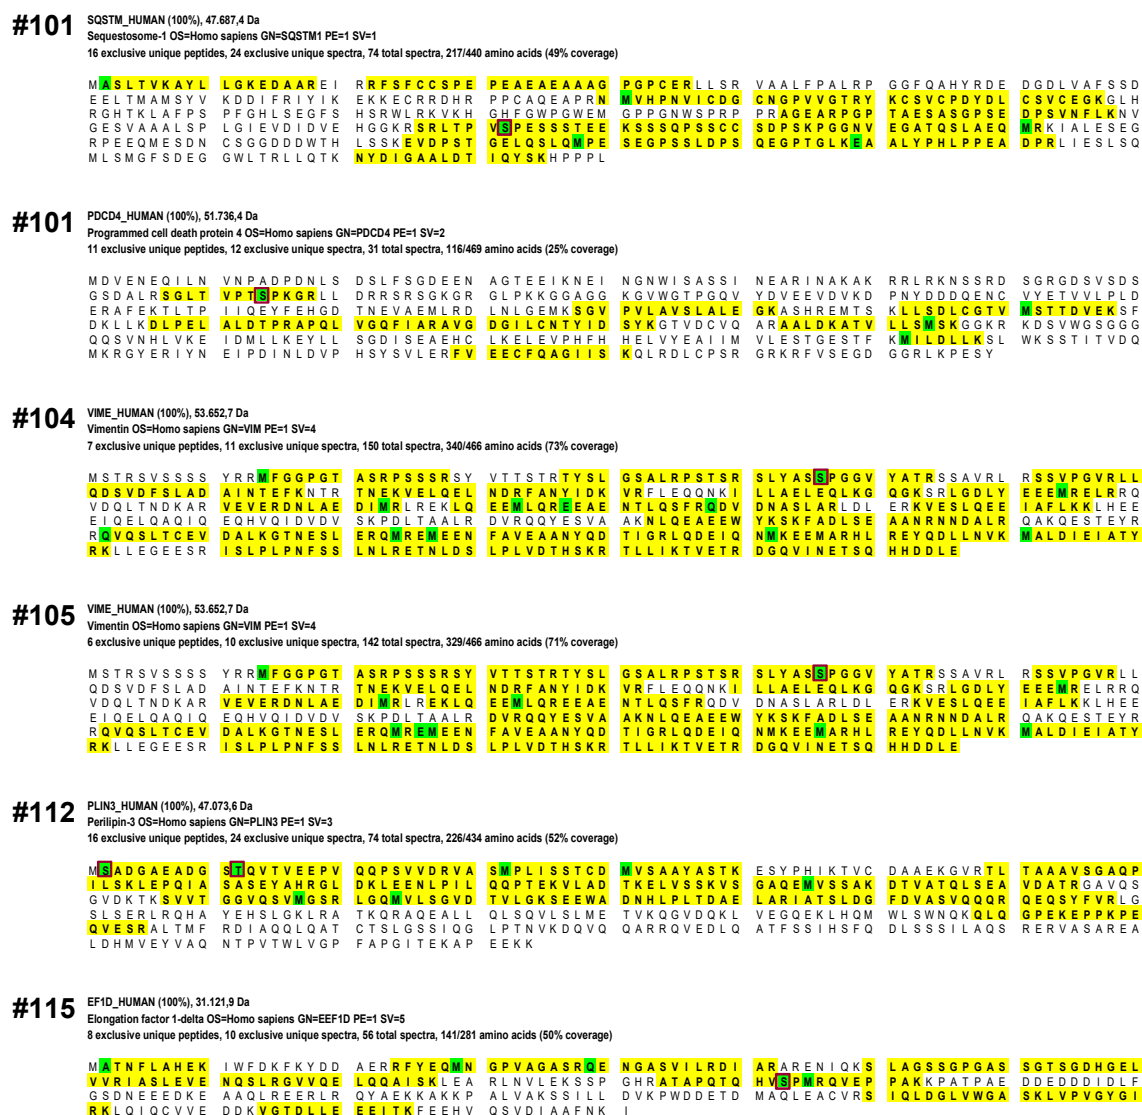 #101 SQSTM_HUMAN (100%), 47.687,4 Da
Sequestosome-1 OS=Homo sapiens GN=SQSTM1 PE=1 SV=1
16 exclusive unique peptides, 24 exclusive unique spectra, 74 total spectra, 217/440 amino acids (49% coverage)
MASLTVKAYL LGKEDAAREI RRFSFCCSPE PEAEAEAAAG PGPCERLLSR VAALFPALRP GGFQAHYRDE DGDLVAFSSD
EELTMAMSYV KDDIFRIYIK EKKECRRDHR PPCAQEAPRN MVHPNVICDG CNGPVVGTRY KCSVCPDYDL CSVCEGKGLH
RGHTKLAFPS PFGHLSEGFS HSRWLRKVKH GHFGWPGWEM GPPGNWSPRP PRAGEARPGP TAESASGPSE DPSVNFLKNV
GESVAAALSP LGIEVDIDVE HGGKRSRLTP VSPESSSTEE KSSSQPSSCC SDPSKPGGNV EGATQSLAEQ MRKIALESEG
RPEEQMESDN CSGGDDDWTH LSSKEVDPST GELQSLQMPE SEGPSSLDPS QEGPTGLKEA ALYPHLPPEA DPRLIESLSQ
MLSMGFSDEG GWLTRLLQTK NYDIGAALDT IQYSKHPPPL
#101 PDCD4_HUMAN (100%), 51.736,4 Da
Programmed cell death protein 4 OS=Homo sapiens GN=PDCD4 PE=1 SV=2
11 exclusive unique peptides, 12 exclusive unique spectra, 31 total spectra, 116/469 amino acids (25% coverage)
MDVENEQILN VNPADPDNLS DSLFSGDEEN AGTEEIKNEI NGNWISASSI NEARINAKAK RRLRKNSSRD SGRGDSVSDS
GSDALRSGLT VPTSPKGRLL DRRSRSGKGR GLPKKGGAGG KGVWGTPGQV YDVEEVDVKD PNYDDDQENC VYETVVLPLD
ERAFEKTLTP IIQEYFEHGD TNEVAEMLRD LNLGEMKSGV PVLAVSLALE GKASHREMTS KLLSDLCGTV MSTTDVEKSF
DKLLKDLPEL ALDTPRAPQL VGQFIARAVG DGILCNTYID SYKGTVDCVQ ARAALDKATV LLSMSKGGKR KDSVWGSGGG
QQSVNHLVKE IDMLLKEYLL SGDISEAEHC LKELEVPHFH HELVYEAIIM VLESTGESTF KMILDLLKSL WKSSTITVDQ
MKRGYERIYN EIPDINLDVP HSYSVLERFV EECFQAGIIS KQLRDLCPSR GRKRFVSEGD GGRLKPESY
#104 VIME_HUMAN (100%), 53.652,7 Da
Vimentin OS=Homo sapiens GN=VIM PE=1 SV=4
7 exclusive unique peptides, 11 exclusive unique spectra, 150 total spectra, 340/466 amino acids (73% coverage)
MSTRSVSSSS YRRMFGGPGT ASRPSSSRSY VTTSTRTYSL GSALRPSTSR SLYASSPGGV YATRSSAVRL RSSVPGVRLL
QDSVDFSLAD AINTEFKNTR TNEKVELQEL NDRFANYIDK VRFLEQQNKI LLAELEQLKG QGKSRLGDLY EEEMRELRRQ
VDQLTNDKAR VEVERDNLAE DIMRLREKLQ EEMLQREEAE NTLQSFRQDV DNASLARLDL ERKVESLQEE IAFLKKLHEE
EIQELQAQIQ EQHVQIDVDV SKPDLTAALR DVRQQYESVA AKNLQEAEEW YKSKFADLSE AANRNNDALR QAKQESTEYR
RQVQSLTCEV DALKGTNESL ERQMREMEEN FAVEAANYQD TIGRLQDEIQ NMKEEMARHL REYQDLLNVK MALDIEIATY
RKLLEGEESR ISLPLPNFSS LNLRETNLDS LPLVDTHSKR TLLIKTVETR DGQVINETSQ HHDDLE
#105 VIME_HUMAN (100%), 53.652,7 Da
Vimentin OS=Homo sapiens GN=VIM PE=1 SV=4
6 exclusive unique peptides, 10 exclusive unique spectra, 142 total spectra, 329/466 amino acids (71% coverage)
MSTRSVSSSS YRRMFGGPGT ASRPSSSRSY VTTSTRTYSL GSALRPSTSR SLYASSPGGV YATRSSAVRL RSSVPGVRLL
QDSVDFSLAD AINTEFKNTR TNEKVELQEL NDRFANYIDK VRFLEQQNKI LLAELEQLKG QGKSRLGDLY EEEMRELRRQ
VDQLTNDKAR VEVERDNLAE DIMRLREKLQ EEMLQREEAE NTLQSFRQDV DNASLARLDL ERKVESLQEE IAFLKKLHEE
EIQELQAQIQ EQHVQIDVDV SKPDLTAALR DVRQQYESVA AKNLQEAEEW YKSKFADLSE AANRNNDALR QAKQESTEYR
RQVQSLTCEV DALKGTNESL ERQMREMEEN FAVEAANYQD TIGRLQDEIQ NMKEEMARHL REYQDLLNVK MALDIEIATY
RKLLEGEESR ISLPLPNFSS LNLRETNLDS LPLVDTHSKR TLLIKTVETR DGQVINETSQ HHDDLE
#112 PLIN3_HUMAN (100%), 47.073,6 Da
Perilipin-3 OS=Homo sapiens GN=PLIN3 PE=1 SV=3
16 exclusive unique peptides, 24 exclusive unique spectra, 74 total spectra, 226/434 amino acids (52% coverage)
MSADGAEADG STQVTVEEPV QQPSVVDRVA SMPLISSTCD MVSAAYASTK ESYPHIKTVC DAAEKGVRTL TAAAVSGAQP
ILSKLEPQIA SASEYAHRGL DKLEENLPIL QQPTEKVLAD TKELVSSKVS GAQEMVSSAK DTVATQLSEA VDATRGAVQS
GVDKTKSVVT GGVQSVMGSR LGQMVLSGVD TVLGKSEEWA DNHLPLTDAE LARIATSLDG FDVASVQQQR QEQSYFVRLG
SLSERLRQHA YEHSLGKLRA TKQRAQEALL QLSQVLSLME TVKQGVDQKL VEGQEKLHQM WLSWNQKQLQ GPEKEPPKPE
QVESRALTMF RDIAQQLQAT CTSLGSSIQG LPTNVKDQVQ QARRQVEDLQ ATFSSIHSFQ DLSSSILAQS RERVASAREA
LDHMVEYVAQ NTPVTWLVGP FAPGITEKAP EEKK
#115 EF1D_HUMAN (100%), 31.121,9 Da
Elongation factor 1-delta OS=Homo sapiens GN=EEF1D PE=1 SV=5
8 exclusive unique peptides, 10 exclusive unique spectra, 56 total spectra, 141/281 amino acids (50% coverage)
MATNFLAHEK IWFDKFKYDD AERRFYEQMN GPVAGASRQE NGASVILRDI ARARENIQKS LAGSSGPGAS SGTSGDHGEL
VVRIASLEVE NQSLRGVVQE LQQAISKLEA RLNVLEKSSP GHRATAPQTQ HVSPMRQVEP PAKKPATPAE DDEDDDIDLF
GSDNEEEDKE AAQLREERLR QYAEKKAKKP ALVAKSSILL DVKPWDDETD MAQLEACVRS IQLDGLVWGA SKLVPVGYGI
RKLQIQCVVE DDKVGTDLLE EEITKFEEHV QSVDIAAFNK I